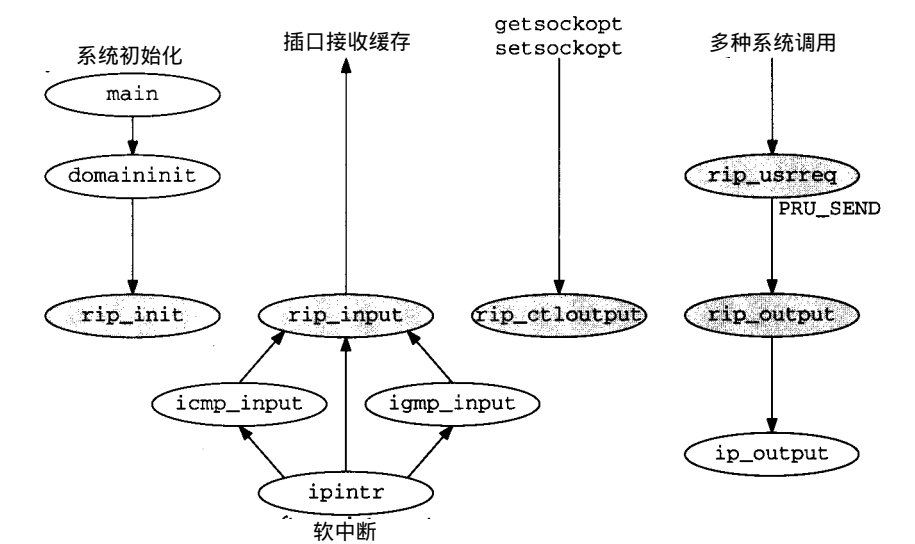 系统初始化
插口接收缓存
getsockopt
setsockopt
多种系统调用
main
domaininit
rip_usrreq
PRU_SEND
rip_init
rip_input
rip_ctloutput
rip_output
icmp_input
igmp_input
ip_output
ipintr
软中断